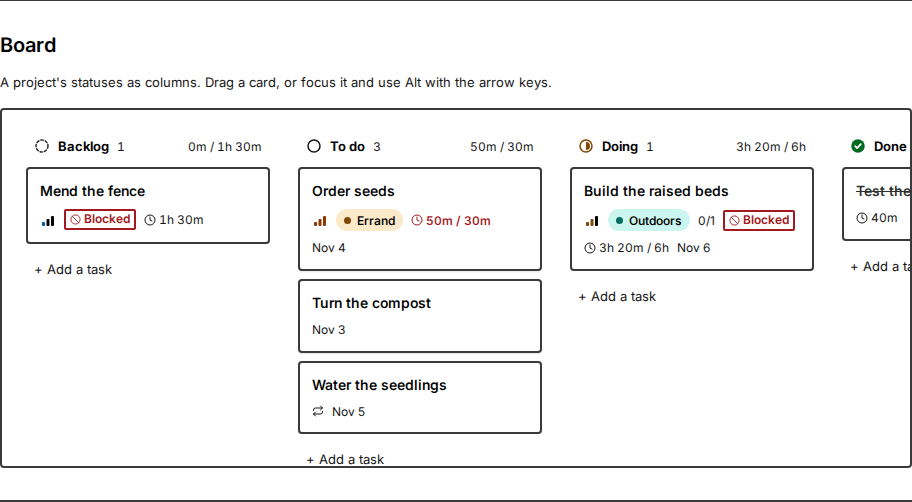 Board
A project's statuses as columns. Drag a card, or focus it and use Alt with the arrow keys.
Backlog 1 0m / 1h 30m
Mend the fence
Blocked 1h 30m
+ Add a task
To do 3 50m / 30m
Order seeds
Errand 50m / 30m
Nov 4
Turn the compost
Nov 3
Water the seedlings
Nov 5
+ Add a task
Doing 1 3h 20m / 6h
Build the raised beds
Outdoors 0/1 Blocked
3h 20m / 6h Nov 6
+ Add a task
Done
Test the
40m
+ Add a